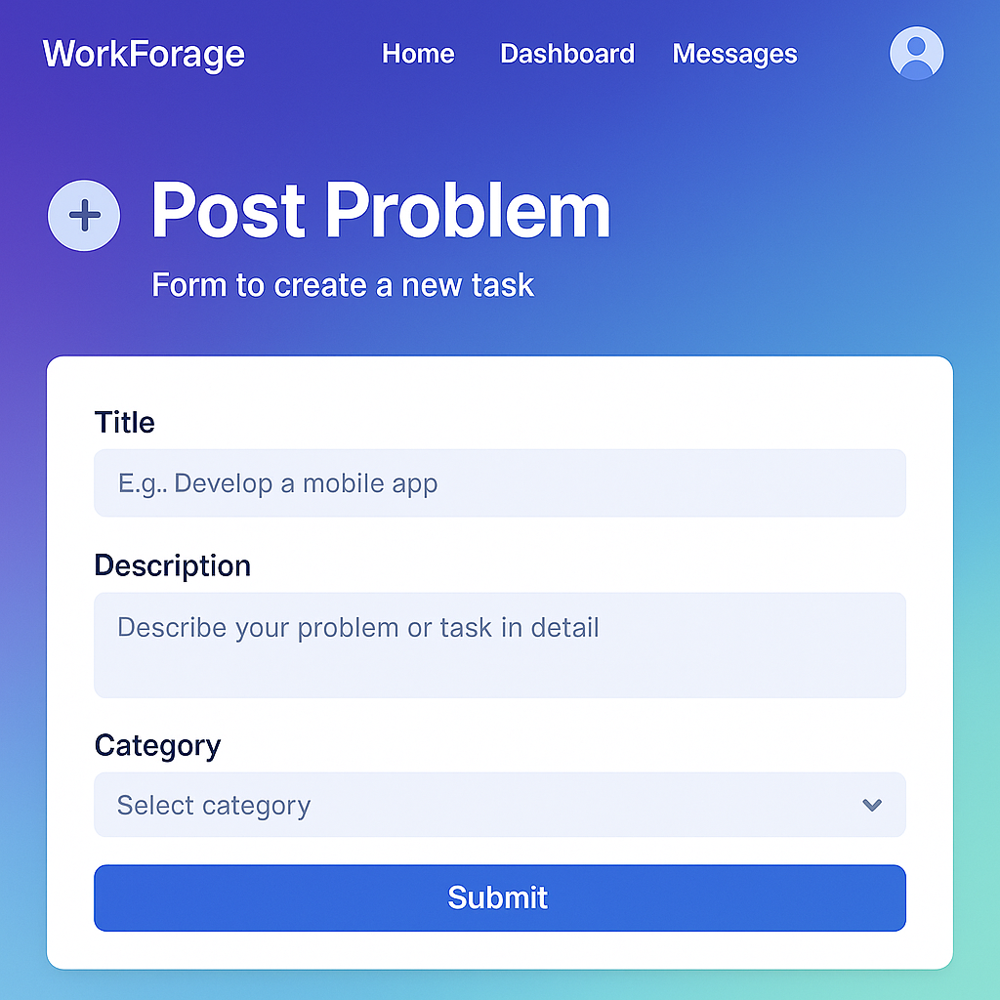 WorkForage
Home Dashboard Messages
Post Problem
Form to create a new task
Title
E.g.. Develop a mobile app
Description
Describe your problem or task in detail
Category
Select category
Submit